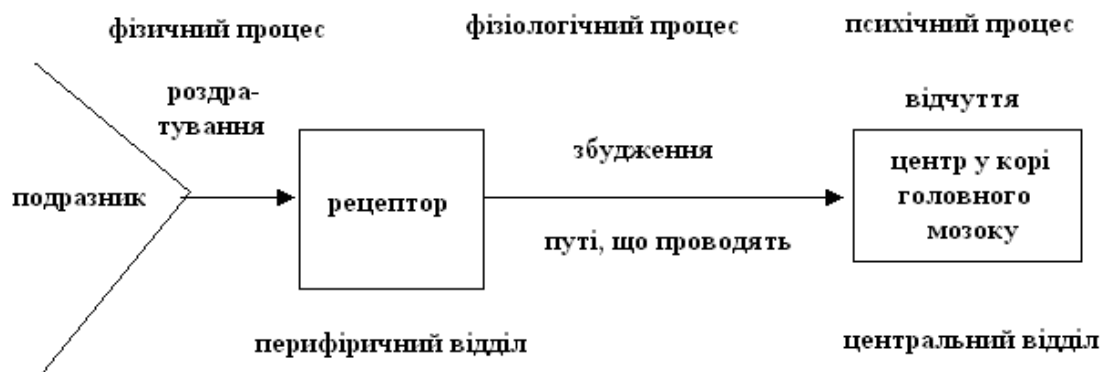 фізичний процес
фізіологічний процес
психічний процес
роздра-
тування
відчуття
збудження
подразник
рецептор
центр у корі
головного
мозоку
путі, що проводять
перифіричний відділ
центральний відділ